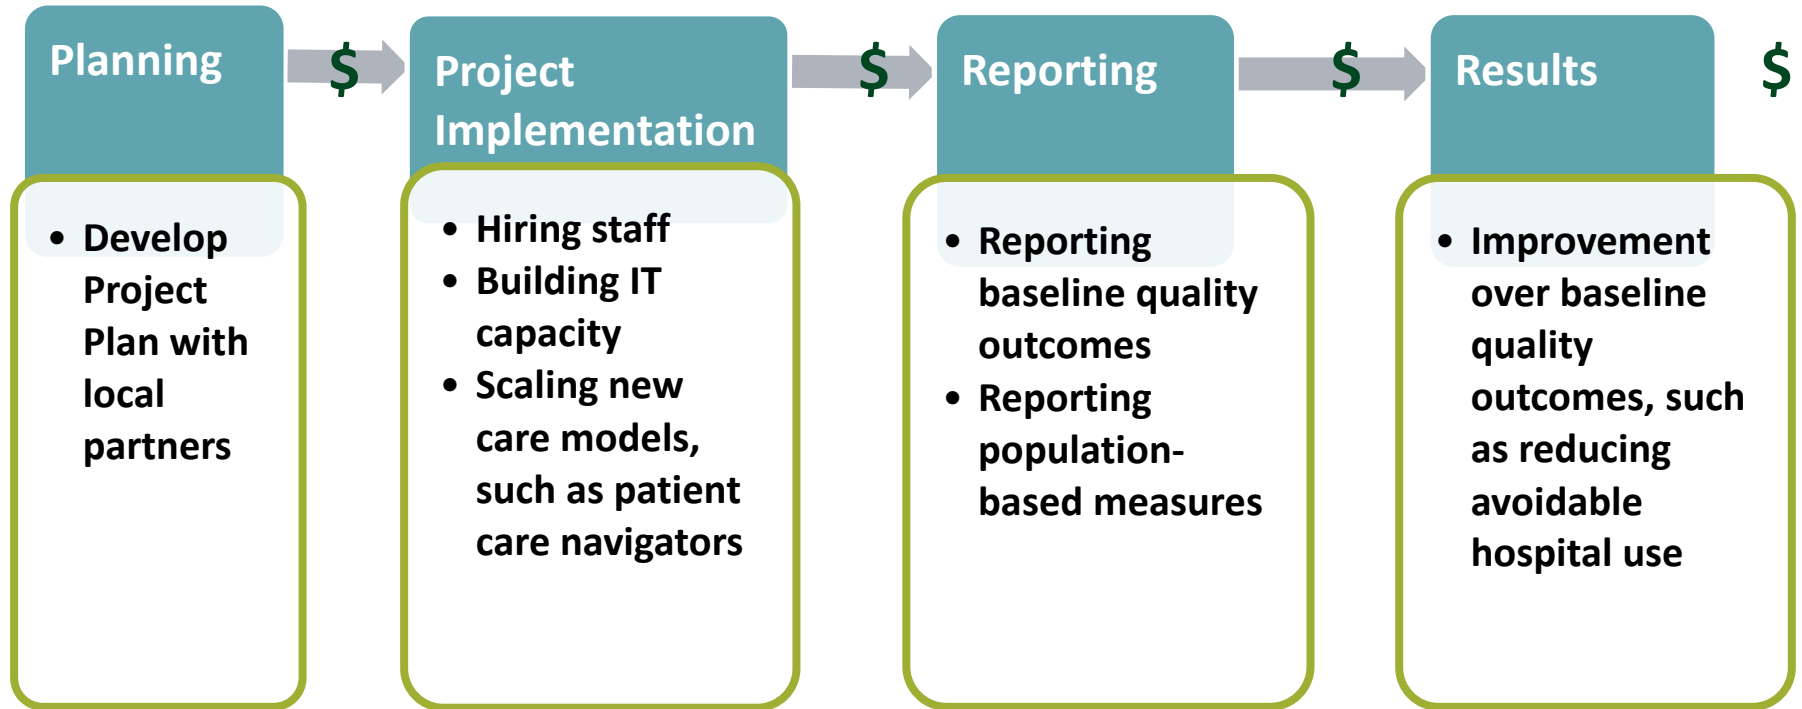 Planning
$
Project
Implementation
$
Reporting
$
Results
$
• Develop
Project
Plan with
local
partners
• Hiring staff
• Building IT
capacity
• Scaling new
care models,
such as patient
care navigators
• Reporting
baseline quality
outcomes
• Reporting
population-
based measures
• Improvement
over baseline
quality
outcomes, such
as reducing
avoidable
hospital use